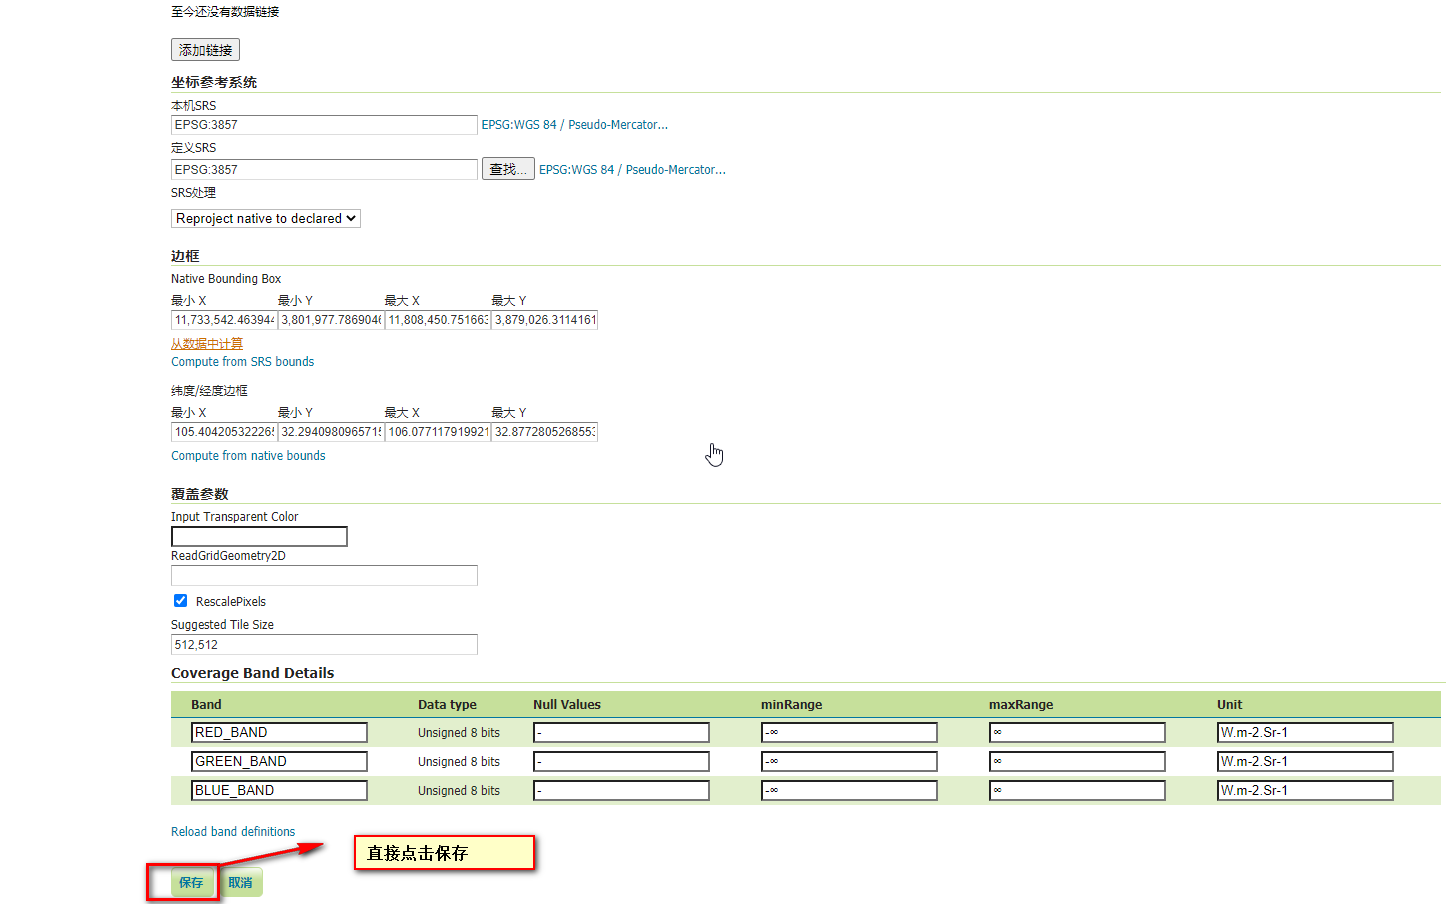 至今还没有数据链接
添加链接
坐标参考系统
本机SRS
EPSG:3857 EPSG:WGS 84 / Pseudo-Mercator...
定义SRS
EPSG:3857 查找... EPSG:WGS 84 / Pseudo-Mercator...
SRS处理
Reproject native to declared
边框
Native Bounding Box
最小 X 最小 Y 最大 X 最大 Y
11,733,542.463944 3,801,977.7869046 11,808,450.751663 3,879,026.3114161
从数据中计算
Compute from SRS bounds
纬度/经度边框
最小 X 最小 Y 最大 X 最大 Y
105.40420532226 32.2940980965715 106.077117919921 32.8772805268553
Compute from native bounds
覆盖参数
Input Transparent Color
ReadGridGeometry2D
RescalePixels
Suggested Tile Size
512,512
Coverage Band Details
Band Data type Null Values minRange maxRange Unit
RED_BAND Unsigned 8 bits - -∞ ∞ W.m-2.Sr-1
GREEN_BAND Unsigned 8 bits - -∞ ∞ W.m-2.Sr-1
BLUE_BAND Unsigned 8 bits - -∞ ∞ W.m-2.Sr-1
Reload band definitions
直接点击保存
保存 取消